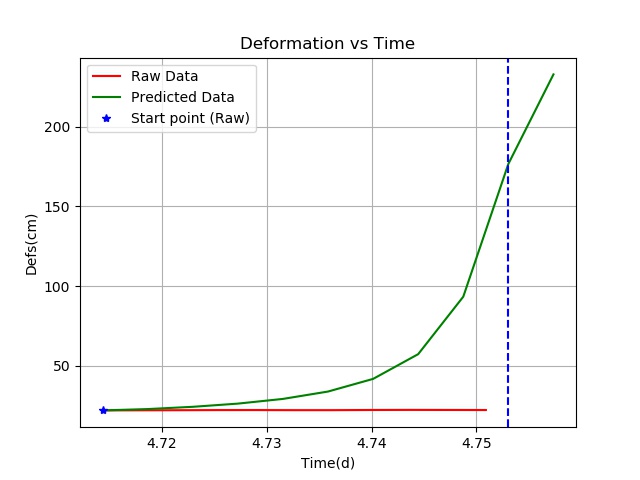 Deformation vs Time
Raw Data
Predicted Data
Start point (Raw)
200
150
100
50
Defs(cm)
4.72 4.73 4.74 4.75
Time(d)